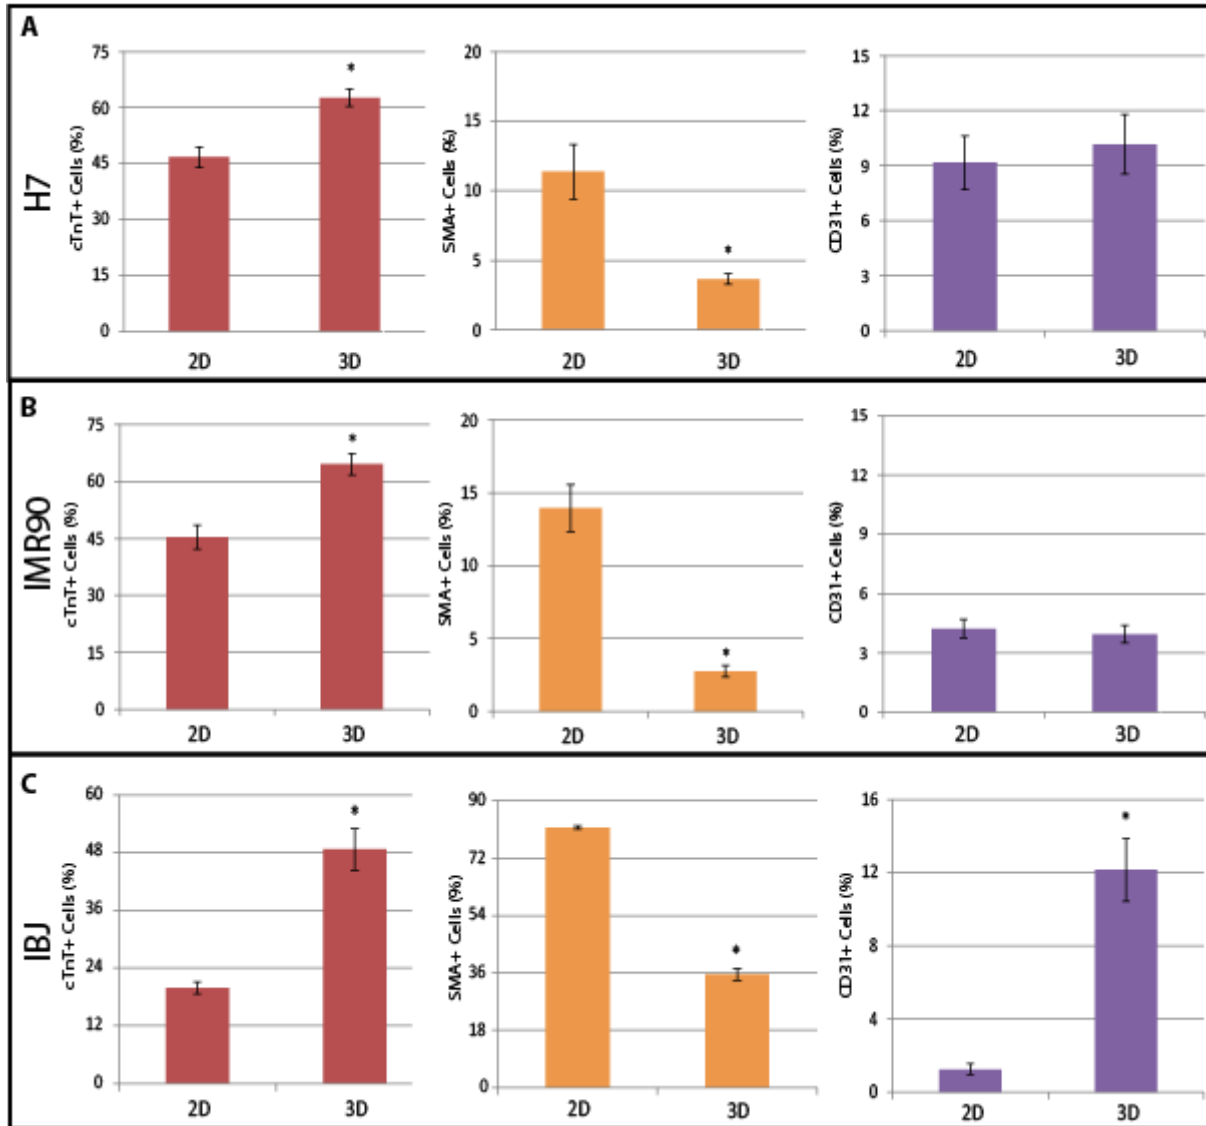 A
H7
cTnT+ Cells (%)
75
60
45
30
15
0
*
2D 3D
SMA+ Cells (%)
20
15
10
5
0
*
2D 3D
CD31+ Cells (%)
15
12
9
6
3
0
2D 3D
B
IMR90
cTnT+ Cells (%)
75
60
45
30
15
0
*
2D 3D
SMA+ Cells (%)
20
15
10
5
0
*
2D 3D
CD31+ Cells (%)
15
12
9
6
3
0
2D 3D
C
IBJ
cTnT+ Cells (%)
60
48
36
24
12
0
*
2D 3D
SMA+ Cells (%)
90
72
54
36
18
0
*
2D 3D
CD31+ Cells (%)
16
12
8
4
0
*
2D 3D